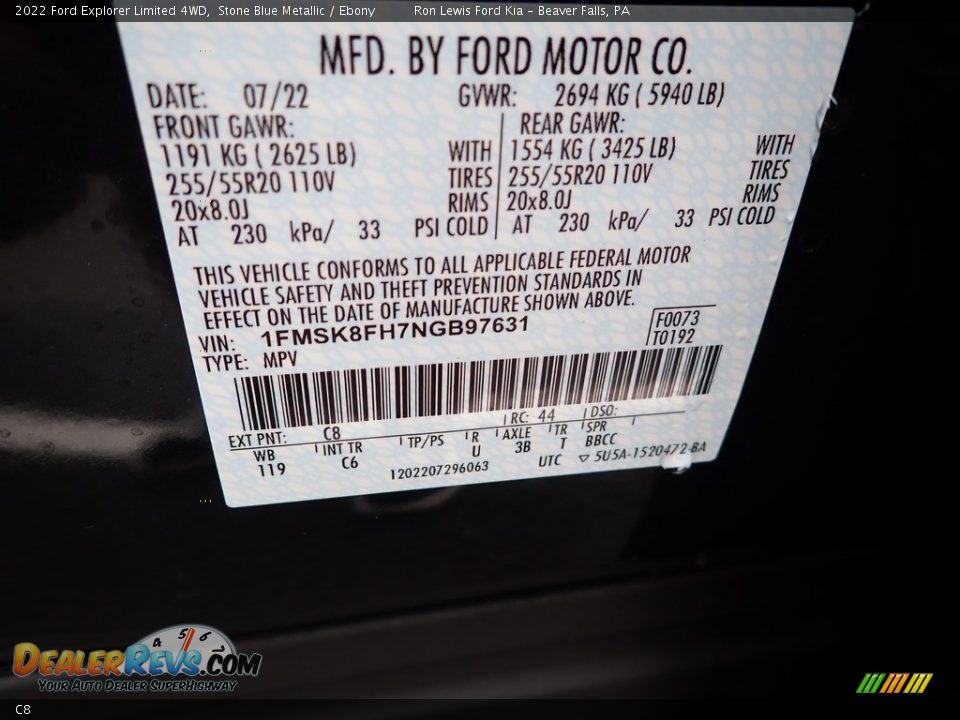 2022 Ford Explorer Limited 4WD, Stone Blue Metallic / Ebony Ron Lewis Ford Kia - Beaver Falls, PA
MFD. BY FORD MOTOR CO.
DATE: 07/22 GVWR: 2694 KG ( 5940 LB)
FRONT GAWR: REAR GAWR:
1191 KG ( 2625 LB) WITH 1554 KG ( 3425 LB) WITH
255/55R20 110V TIRES 255/55R20 110V TIRES
20x8.0J RIMS 20x8.0J RIMS
AT 230 kPa/ 33 PSI COLD AT 230 kPa/ 33 PSI COLD
THIS VEHICLE CONFORMS TO ALL APPLICABLE FEDERAL MOTOR
VEHICLE SAFETY AND THEFT PREVENTION STANDARDS IN
EFFECT ON THE DATE OF MANUFACTURE SHOWN ABOVE.
VIN: 1FMSK8FH7NGB97631 F0073
TYPE: MPV T0192
RC: 44 DSO:
EXT PNT: C8
WB INT TR TP/PS R AXLE TR SPR
119 C6 U 3B T BBCC
1202207296063 UTC ▽ 5U5A-1520472-BA
4 5 6
DEALERREVS.COM
YOUR AUTO DEALER SUPERHIGHWAY
C8